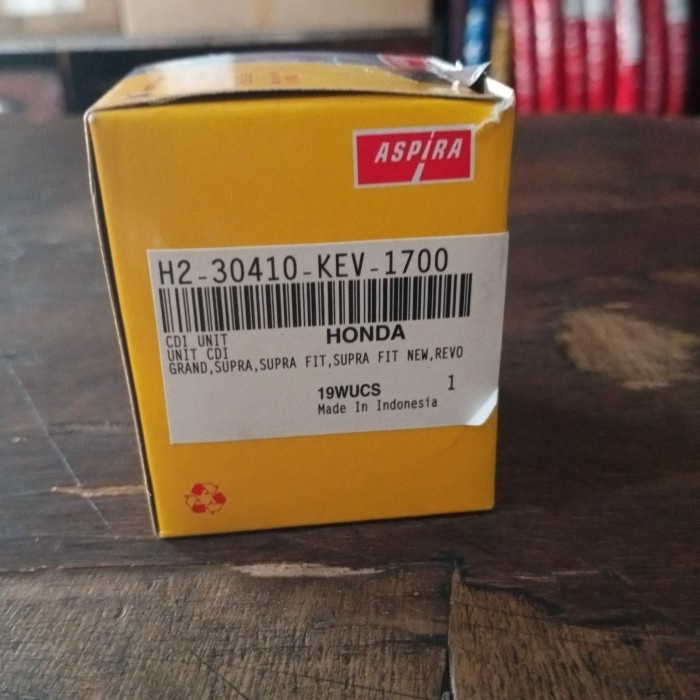 ASPIRA
H2-30410-KEV-1700
CDI UNIT HONDA
UNIT CDI
GRAND,SUPRA,SUPRA FIT,SUPRA FIT NEW,REVO
19WUCS 1
Made In Indonesia